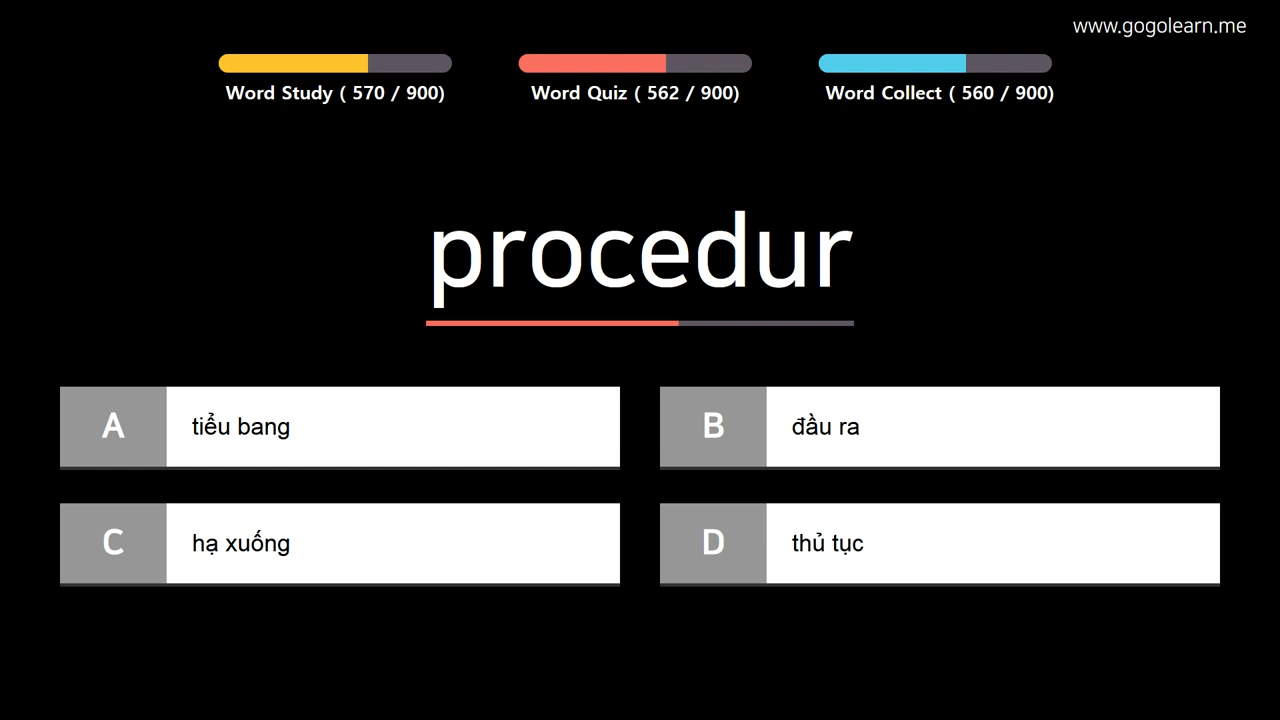 www.gogolearn.me
Word Study ( 570 / 900)
Word Quiz ( 562 / 900)
Word Collect ( 560 / 900)
procedur
A
tiểu bang
B
đầu ra
C
hạ xuống
D
thủ tục